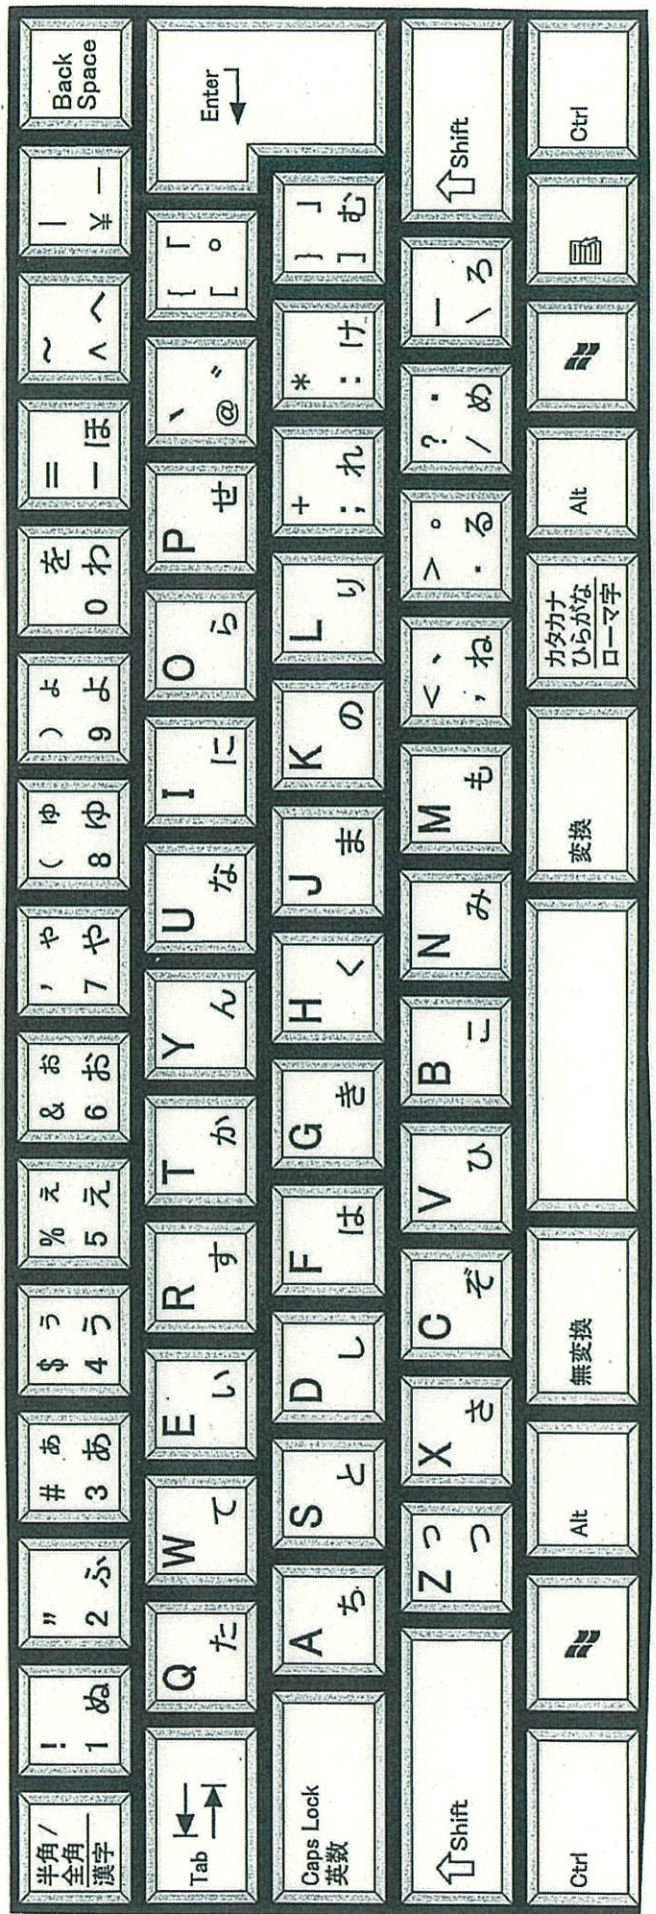 半角/
全角
漢字
!
1 ぬ
"
2 ふ
# ぁ
3 あ
$ ぅ
4 う
% ぇ
5 え
& ぉ
6 お
' ゃ
7 や
( ゅ
8 ゆ
) ょ
9 よ
を
0 わ
=
ー ほ
~
^ へ
|
¥ ー
Back
Space
Tab
Q
た
W
て
E
い
R
す
T
か
Y
ん
U
な
I
に
O
ら
P
せ
`
@ ゛
{ 「
[ ゜
Enter
Caps Lock
英数
A
ち
S
と
D
し
F
は
G
き
H
く
J
ま
K
の
L
り
+
; れ
*
: け
} 」
] む
Shift
Z っ
つ
X
さ
C
ぞ
V
ひ
B
こ
N
み
M
も
< 、
, ね
> 。
. る
? ・
/ め
_
\ ろ
Shift
Ctrl
Alt
無変換
変換
カタカナ
ひらがな
ローマ字
Alt
Ctrl